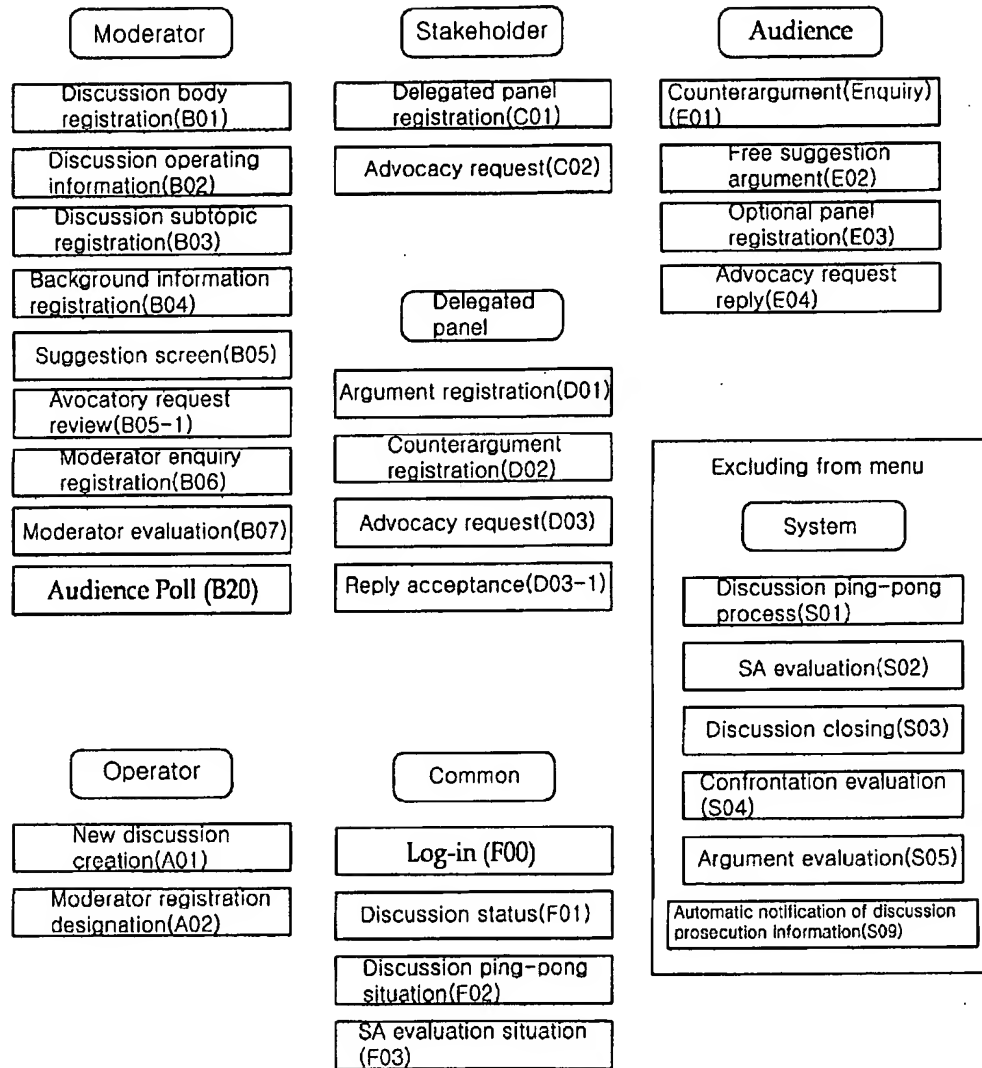 Moderator
Discussion body
registration(B01)
Discussion operating
information(B02)
Discussion subtopic
registration(B03)
Background information
registration(B04)
Suggestion screen(B05)
Avocatory request
review(B05-1)
Moderator enquiry
registration(B06)
Moderator evaluation(B07)
Audience Poll (B20)
Stakeholder
Delegated panel
registration(C01)
Advocacy request(C02)
Delegated
panel
Argument registration(D01)
Counterargument
registration(D02)
Advocacy request(D03)
Reply acceptance(D03-1)
Audience
Counterargument(Enquiry)
(E01)
Free suggestion
argument(E02)
Optional panel
registration(E03)
Advocacy request
reply(E04)
Excluding from menu
System
Discussion ping-pong
process(S01)
SA evaluation(S02)
Discussion closing(S03)
Confrontation evaluation
(S04)
Argument evaluation(S05)
Automatic notification of discussion
prosecution information(S09)
Operator
New discussion
creation(A01)
Moderator registration
designation(A02)
Common
Log-in (F00)
Discussion status(F01)
Discussion ping-pong
situation(F02)
SA evaluation situation
(F03)